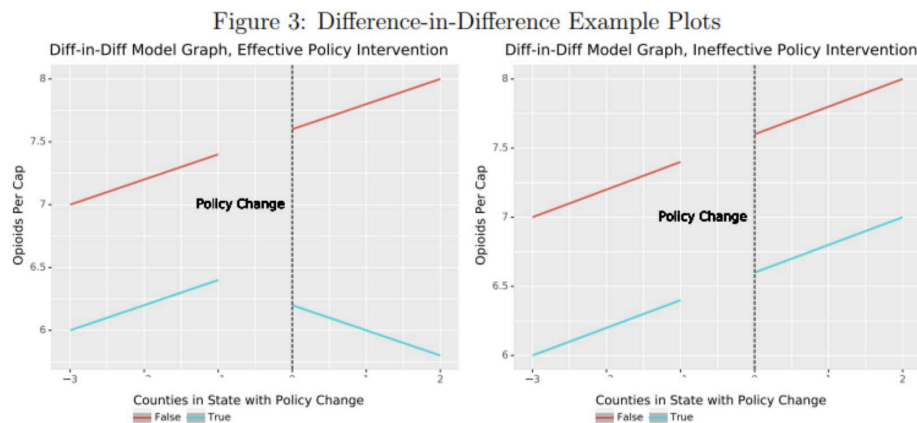 Figure 3: Difference-in-Difference Example Plots
Diff-in-Diff Model Graph, Effective Policy Intervention
8
7.5
7
6.5
6
Opioids Per Cap
Policy Change
−3
1
2
Counties in State with Policy Change
False True
Diff-in-Diff Model Graph, Ineffective Policy Intervention
8
7.5
7
6.5
6
Opioids Per Cap
Policy Change
−3
1
2
Counties in State with Policy Change
False True